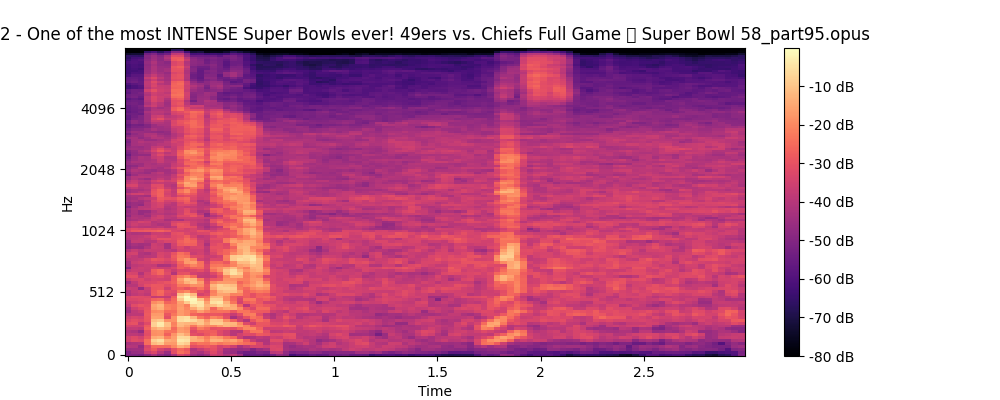 2 - One of the most INTENSE Super Bowls ever! 49ers vs. Chiefs Full Game Super Bowl 58_part95.opus
4096
2048
1024
512
0
Hz
0
0.5
1
1.5
2
2.5
Time
-10 dB
-20 dB
-30 dB
-40 dB
-50 dB
-60 dB
-70 dB
-80 dB